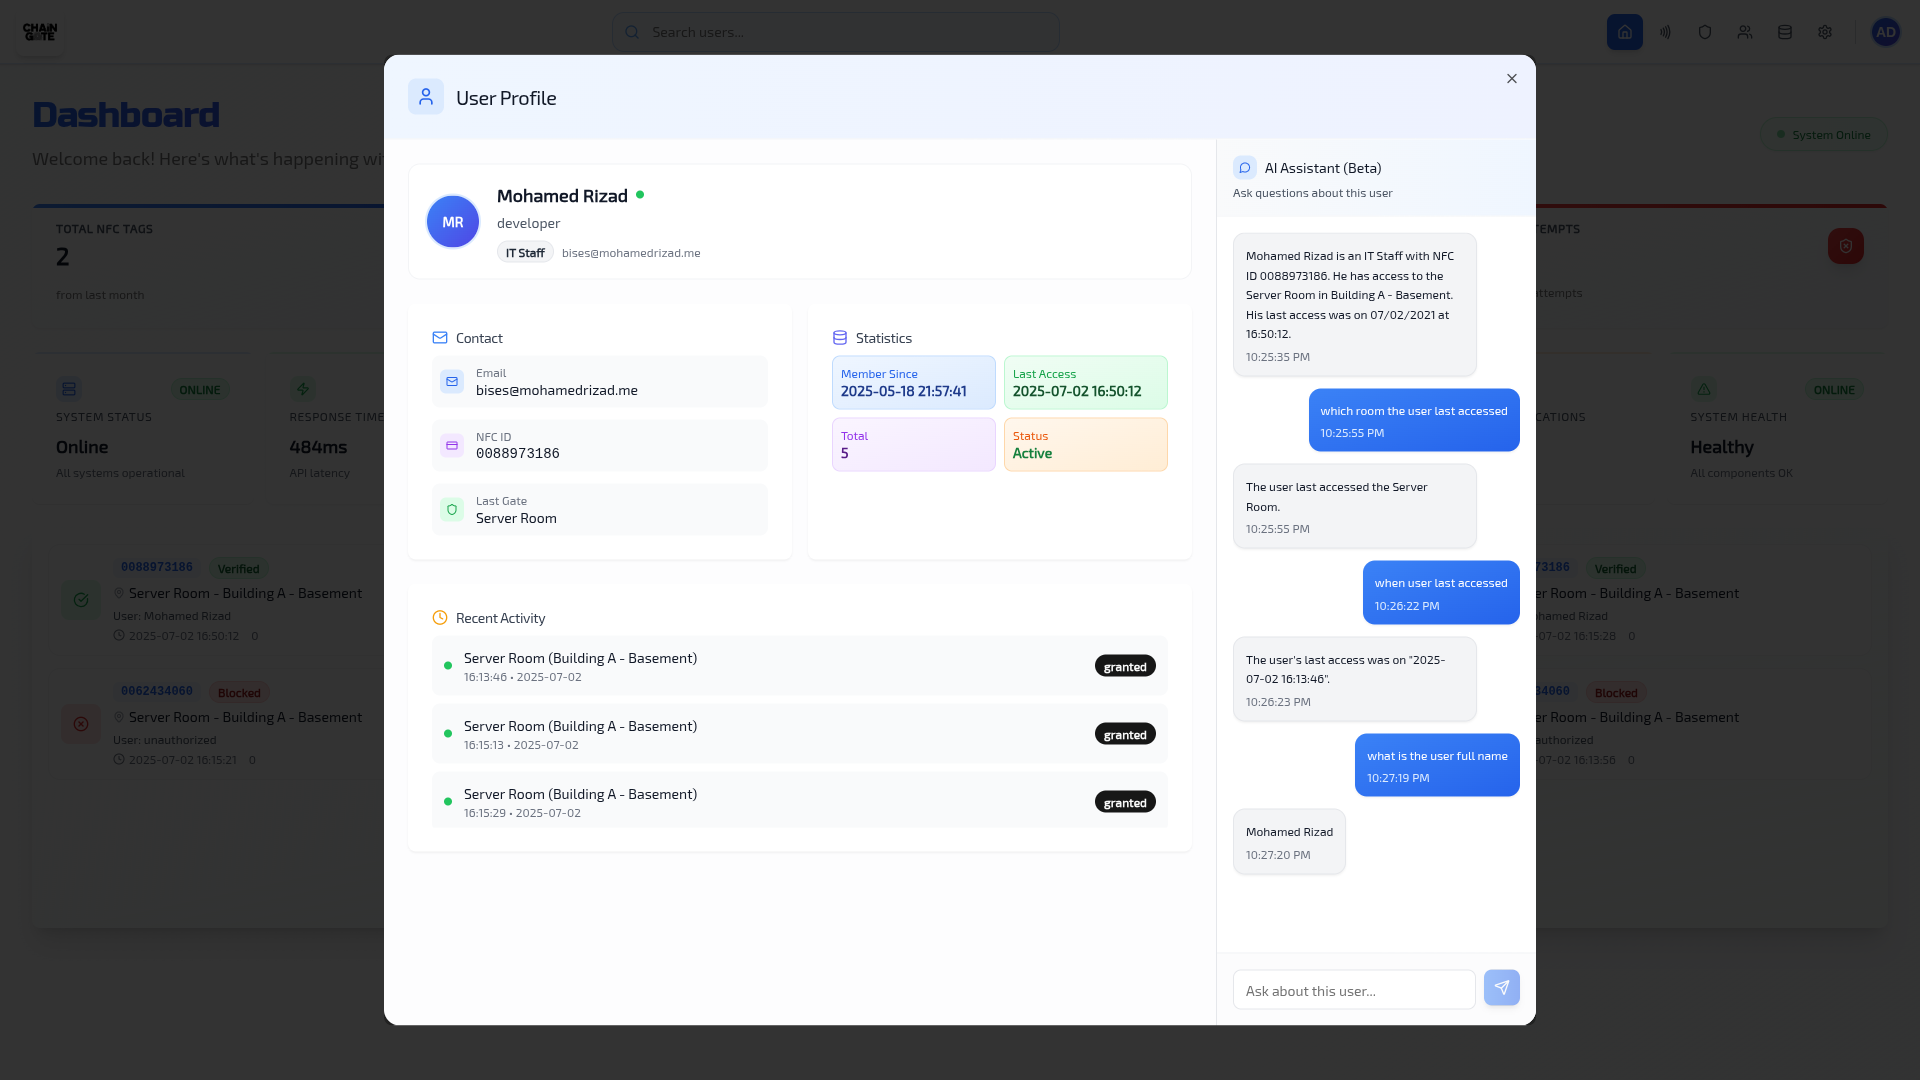 CHAIN
GATE
Search users...
AD
Dashboard
Welcome back! Here's what's happening wi
System Online
TOTAL NFC TAGS
2
from last month
TEMPTS
ttempts
ONLINE
SYSTEM STATUS
Online
All systems operational
RESPONSE TIME
484ms
API latency
CATIONS
ONLINE
SYSTEM HEALTH
Healthy
All components OK
0088973186 Verified
Server Room - Building A - Basement
User: Mohamed Rizad
2025-07-02 16:50:12 0
0062434060 Blocked
Server Room - Building A - Basement
User: unauthorized
2025-07-02 16:15:21 0
73186 Verified
er Room - Building A - Basement
hamed Rizad
-07-02 16:15:28 0
34060 Blocked
er Room - Building A - Basement
authorized
-07-02 16:13:56 0
User Profile
MR
Mohamed Rizad
developer
IT Staff bises@mohamedrizad.me
Contact
Email
bises@mohamedrizad.me
NFC ID
0088973186
Last Gate
Server Room
Statistics
Member Since
2025-05-18 21:57:41
Last Access
2025-07-02 16:50:12
Total
5
Status
Active
Recent Activity
Server Room (Building A - Basement)
16:13:46 • 2025-07-02
granted
Server Room (Building A - Basement)
16:15:13 • 2025-07-02
granted
Server Room (Building A - Basement)
16:15:29 • 2025-07-02
granted
AI Assistant (Beta)
Ask questions about this user
Mohamed Rizad is an IT Staff with NFC
ID 0088973186. He has access to the
Server Room in Building A - Basement.
His last access was on 07/02/2021 at
16:50:12.
10:25:35 PM
which room the user last accessed
10:25:55 PM
The user last accessed the Server
Room.
10:25:55 PM
when user last accessed
10:26:22 PM
The user's last access was on "2025-
07-02 16:13:46".
10:26:23 PM
what is the user full name
10:27:19 PM
Mohamed Rizad
10:27:20 PM
Ask about this user...